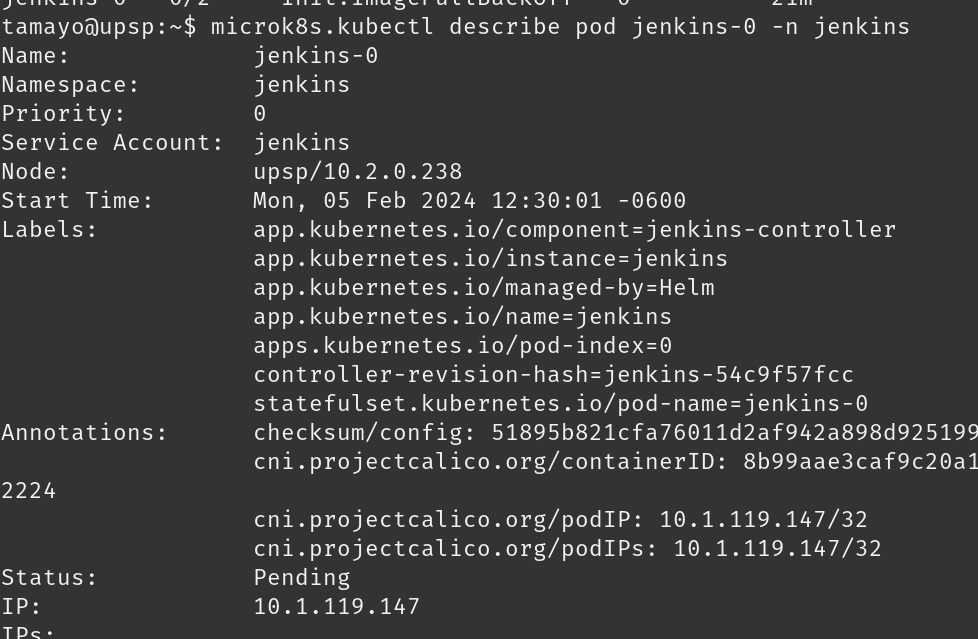 jenkins-0 0/2 Init:ImagePullBackOff 0 21m
tamayo@upsp:~$ microk8s.kubectl describe pod jenkins-0 -n jenkins
Name: jenkins-0
Namespace: jenkins
Priority: 0
Service Account: jenkins
Node: upsp/10.2.0.238
Start Time: Mon, 05 Feb 2024 12:30:01 -0600
Labels: app.kubernetes.io/component=jenkins-controller
app.kubernetes.io/instance=jenkins
app.kubernetes.io/managed-by=Helm
app.kubernetes.io/name=jenkins
apps.kubernetes.io/pod-index=0
controller-revision-hash=jenkins-54c9f57fcc
statefulset.kubernetes.io/pod-name=jenkins-0
Annotations: checksum/config: 51895b821cfa76011d2af942a898d925199
cni.projectcalico.org/containerID: 8b99aae3caf9c20a1
2224
cni.projectcalico.org/podIP: 10.1.119.147/32
cni.projectcalico.org/podIPs: 10.1.119.147/32
Status: Pending
IP: 10.1.119.147
IPs: